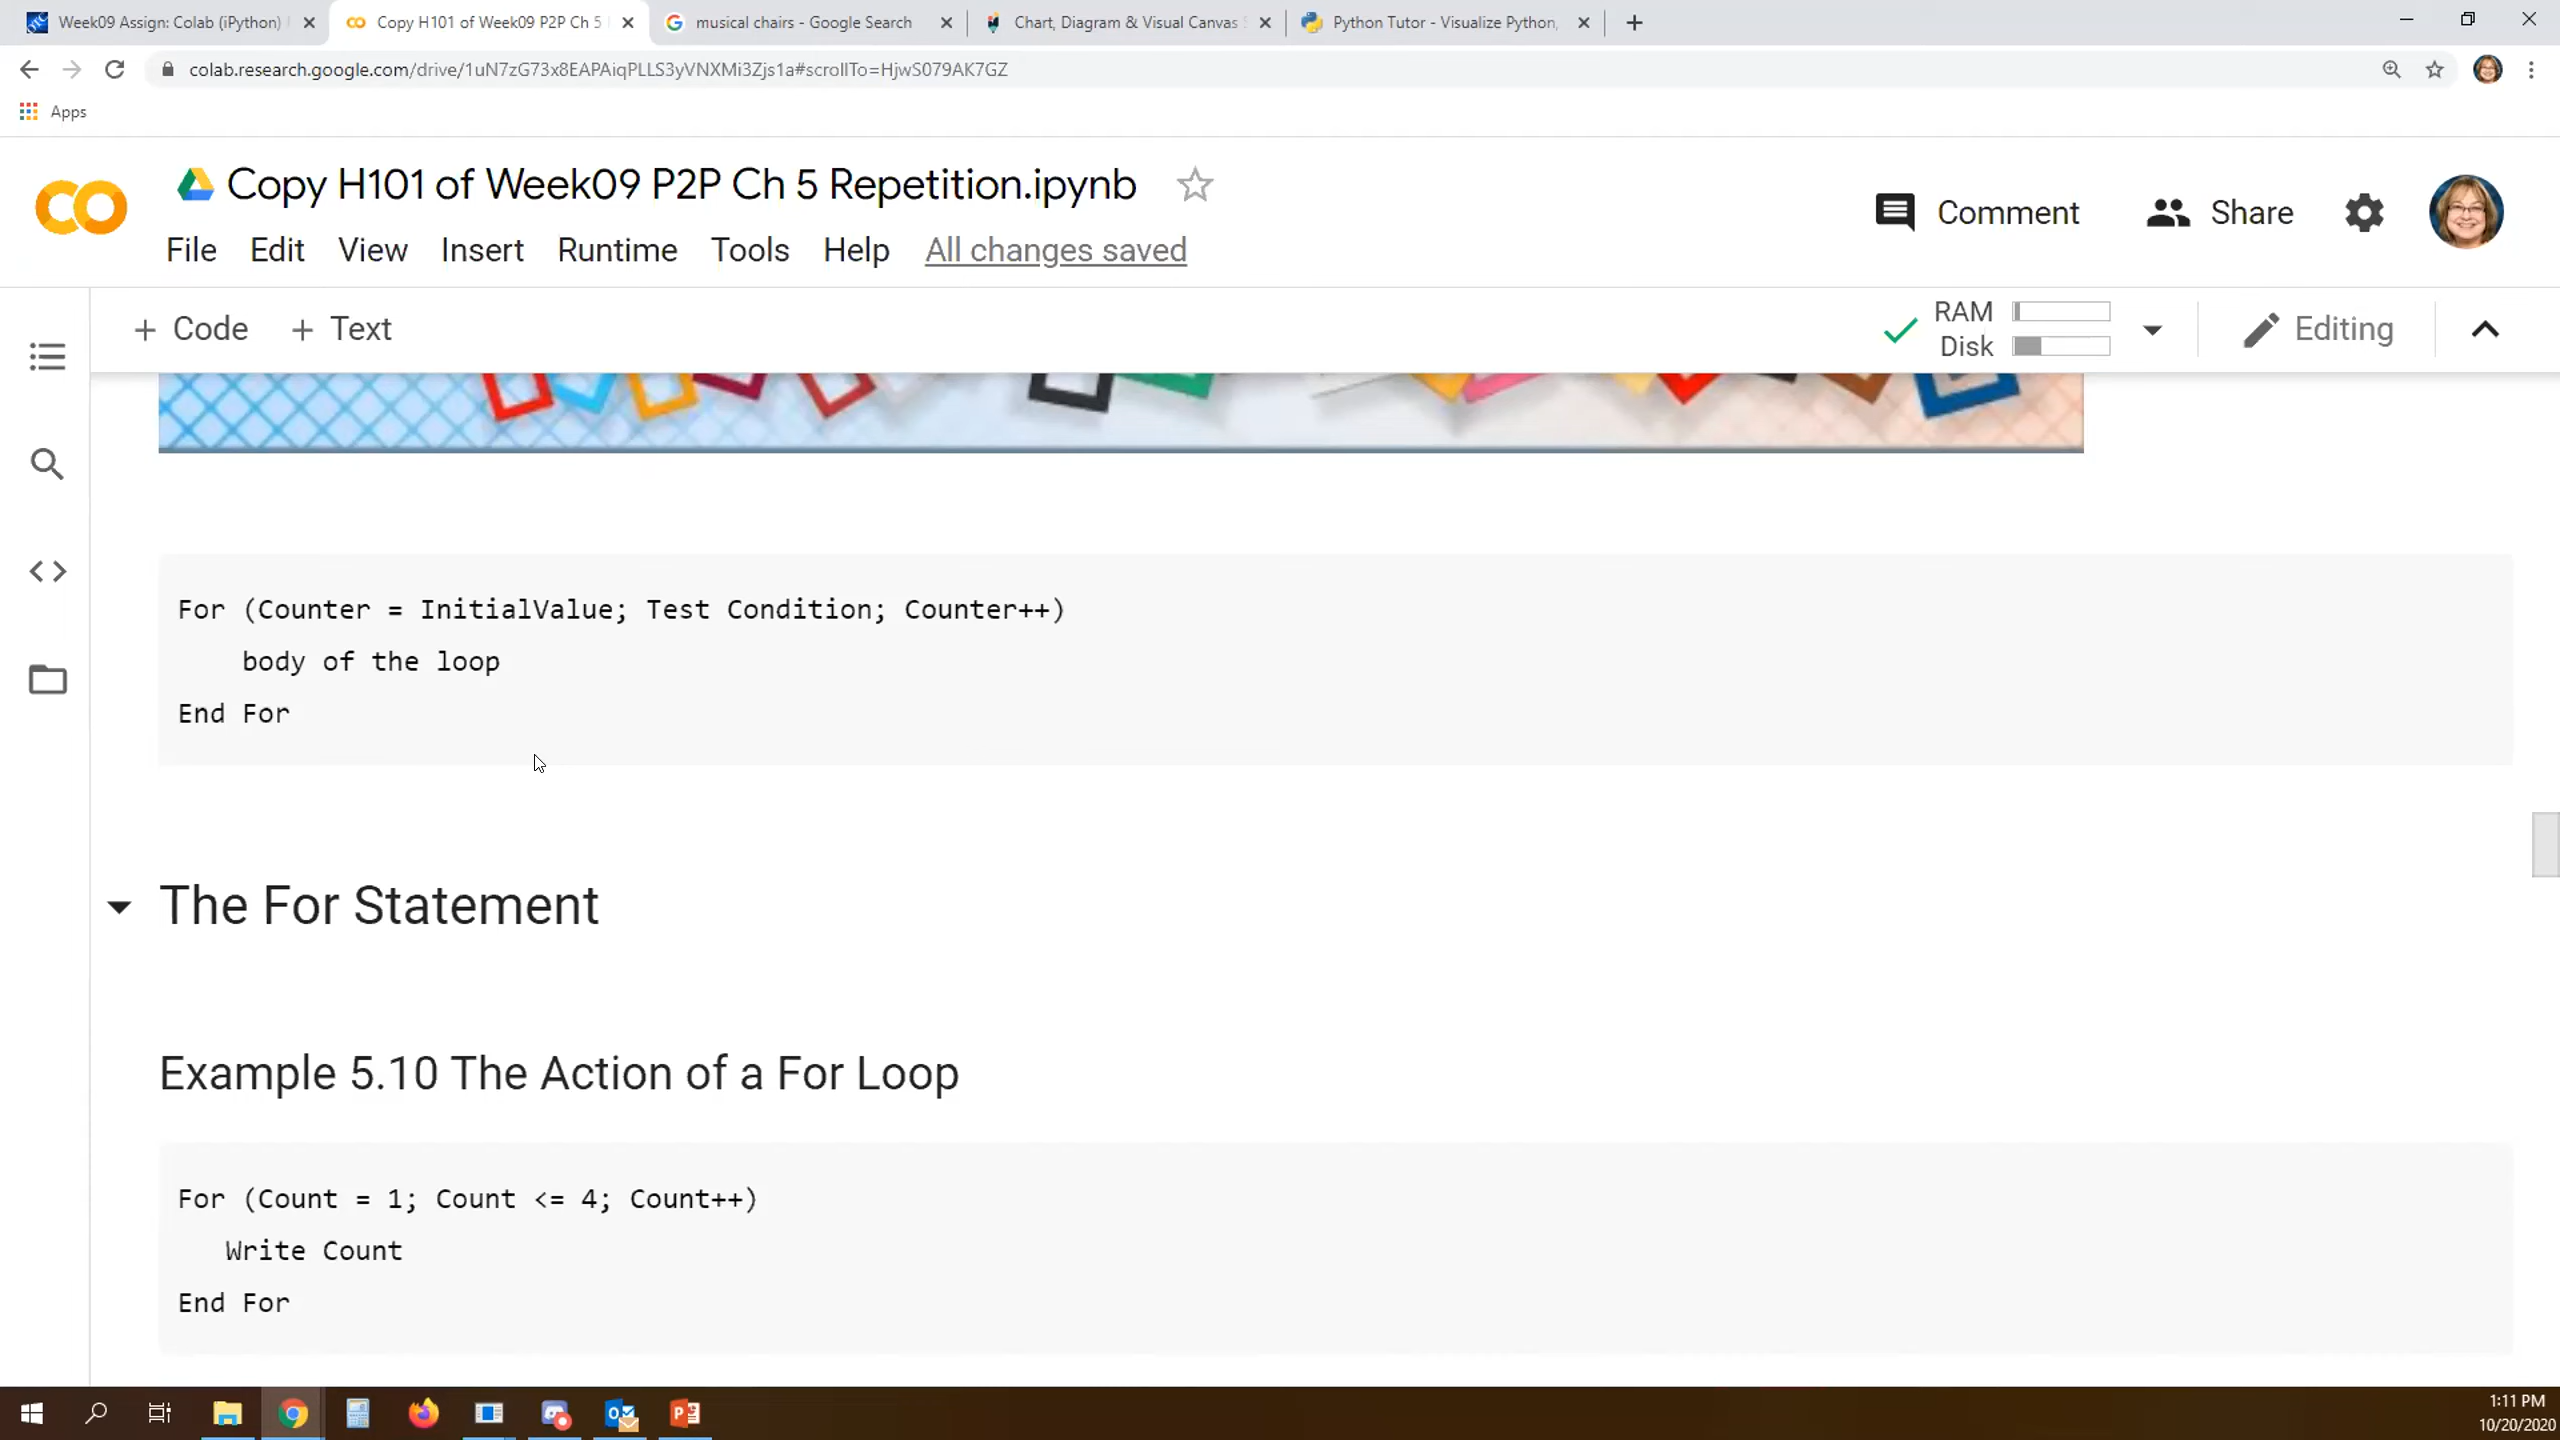 Week09 Assign: Colab (iPython)
Copy H101 of Week09 P2P Ch 5
musical chairs - Google Search
Chart, Diagram & Visual Canvas
Python Tutor - Visualize Python,
colab.research.google.com/drive/1uN7zG73x8EAPAiqPLLS3yVNXMi3Zjs1a#scrollTo=HjwS079AK7GZ
Apps
Copy H101 of Week09 P2P Ch 5 Repetition.ipynb
Comment
Share
File Edit View Insert Runtime Tools Help All changes saved
+ Code + Text
RAM
Disk
Editing
For (Counter = InitialValue; Test Condition; Counter++)
body of the loop
End For
The For Statement
Example 5.10 The Action of a For Loop
For (Count = 1; Count <= 4; Count++)
Write Count
End For
1:11 PM
10/20/2020